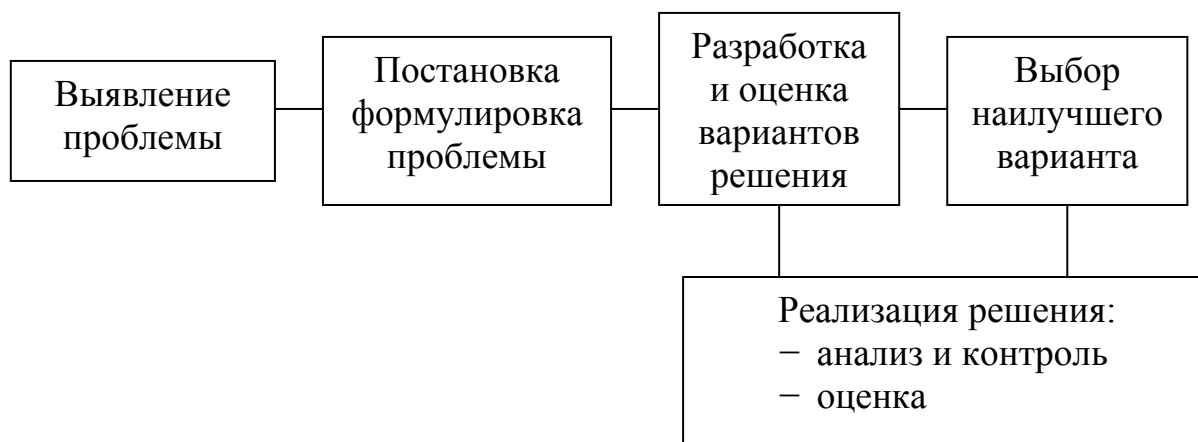 Выявление
проблемы
Постановка
формулировка
проблемы
Разработка
и оценка
вариантов
решения
Выбор
наилучшего
варианта
Реализация решения:
− анализ и контроль
− оценка